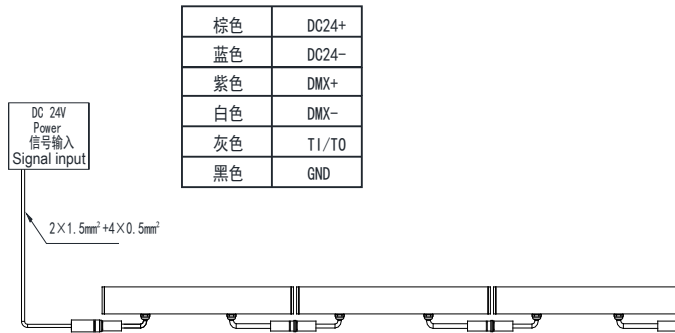 棕色 DC24+
蓝色 DC24-
紫色 DMX+
白色 DMX-
灰色 TI/TO
黑色 GND
DC 24V
Power
信号输入
Signal input
2×1.5mm²+4×0.5mm²